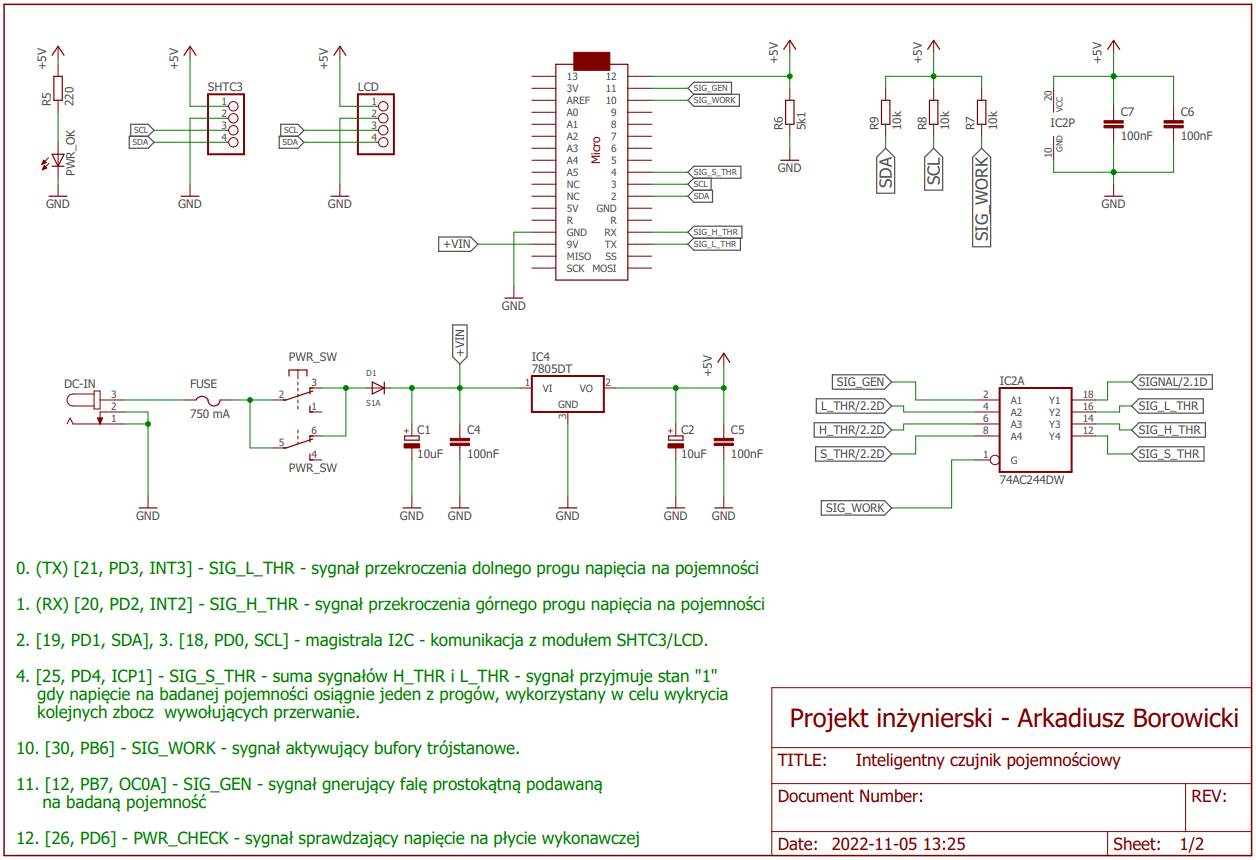 +5V
R5
220
PWR_OK
GND
+5V
SHTC3
1
2
3
4
SCL
SDA
GND
+5V
LCD
1
2
3
4
SCL
SDA
GND
Micro
13 12
3V 11
AREF 10
A0 9
A1 8
A2 7
A3 6
A4 5
A5 4
NC 3
NC 2
5V GND
R R
GND RX
9V TX
MISO SS
SCK MOSI
SIG_GEN
SIG_WORK
SIG_S_THR
SCL
SDA
SIG_H_THR
SIG_L_THR
+VIN
GND
+5V
R6
5k1
GND
+5V
R9
10k
R8
10k
R7
10k
SDA
SCL
SIG_WORK
+5V
20
VCC
IC2P
10
GND
C7
100nF
C6
100nF
GND
DC-IN
3
2
1
GND
FUSE
750 mA
PWR_SW
2
3
1
5
6
4
PWR_SW
D1
S1A
+VIN
C1
+
10uF
GND
C4
100nF
GND
IC4
7805DT
1
VI VO
2
GND
3
GND
+5V
C2
+
10uF
GND
C5
100nF
GND
SIG_GEN
L_THR/2.2D
H_THR/2.2D
S_THR/2.2D
SIG_WORK
IC2A
2 A1 Y1 18
4 A2 Y2 16
6 A3 Y3 14
8 A4 Y4 12
1 G
74AC244DW
SIGNAL/2.1D
SIG_L_THR
SIG_H_THR
SIG_S_THR
0. (TX) [21, PD3, INT3] - SIG_L_THR - sygnał przekroczenia dolnego progu napięcia na pojemności
1. (RX) [20, PD2, INT2] - SIG_H_THR - sygnał przekroczenia górnego progu napięcia na pojemności
2. [19, PD1, SDA], 3. [18, PD0, SCL] - magistrala I2C - komunikacja z modułem SHTC3/LCD.
4. [25, PD4, ICP1] - SIG_S_THR - suma sygnałów H_THR i L_THR - sygnał przyjmuje stan "1"
gdy napięcie na badanej pojemności osiągnie jeden z progów, wykorzystany w celu wykrycia
kolejnych zbocz wywołujących przerwanie.
10. [30, PB6] - SIG_WORK - sygnał aktywujący bufory trójstanowe.
11. [12, PB7, OC0A] - SIG_GEN - sygnał gnerujący falę prostokątną podawaną
na badaną pojemność
12. [26, PD6] - PWR_CHECK - sygnał sprawdzający napięcie na płycie wykonawczej
Projekt inżynierski - Arkadiusz Borowicki
TITLE: Inteligentny czujnik pojemnościowy
Document Number:
REV:
Date: 2022-11-05 13:25
Sheet: 1/2